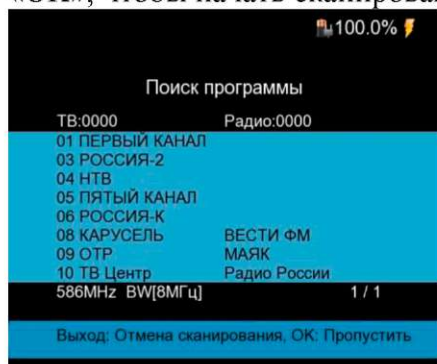 100.0%
Поиск программы
ТВ:0000 Радио:0000
01 ПЕРВЫЙ КАНАЛ
03 РОССИЯ-2
04 НТВ
05 ПЯТЫЙ КАНАЛ
06 РОССИЯ-К
08 КАРУСЕЛЬ ВЕСТИ ФМ
09 ОТР МАЯК
10 ТВ Центр Радио России
586MHz BW[8МГц] 1 / 1
Выход: Отмена сканирования, ОК: Пропустить